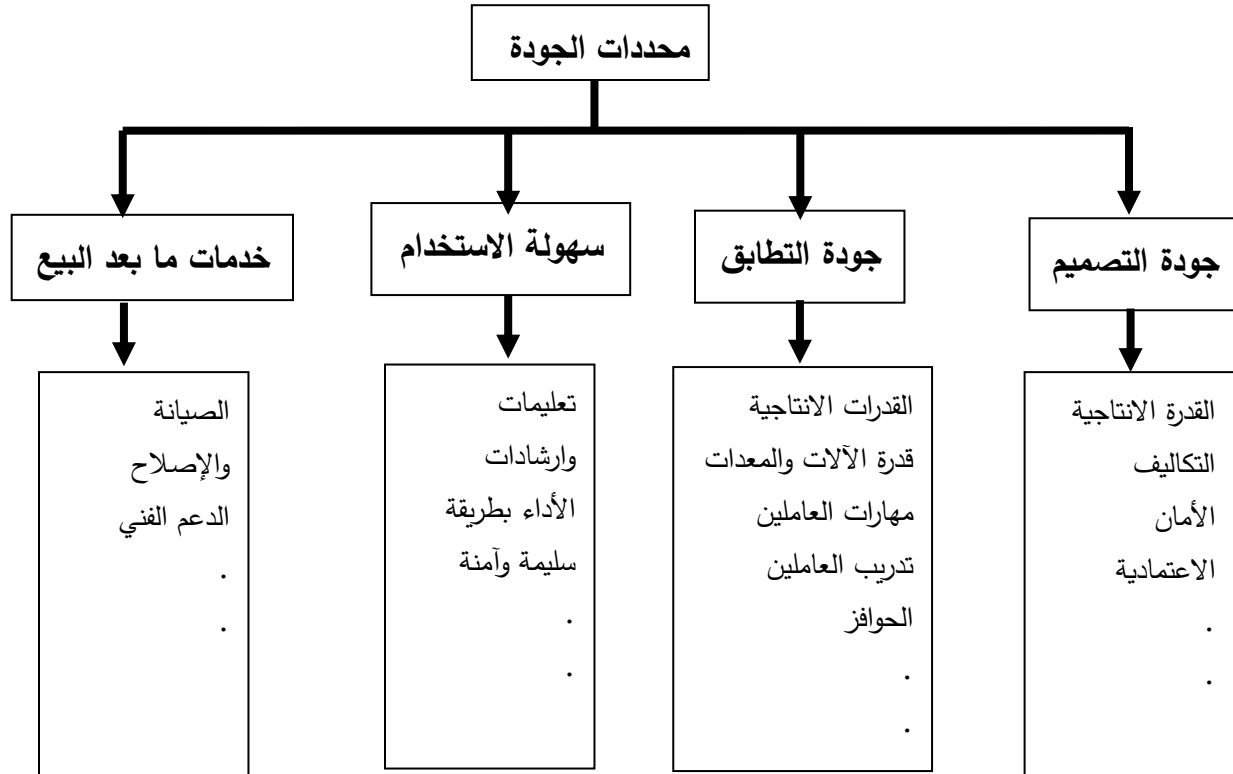 محددات الجودة
جودة التصميم
جودة التطابق
سهولة الاستخدام
خدمات ما بعد البيع
القدرة الانتاجية
التكاليف
الأمان
الاعتمادية
.
.
القدرات الانتاجية
قدرة الآلات والمعدات
مهارات العاملين
تدريب العاملين
الحوافز
.
.
تعليمات
وارشادات
الأداء بطريقة
سليمة وآمنة
.
.
الصيانة
والإصلاح
الدعم الفني
.
.